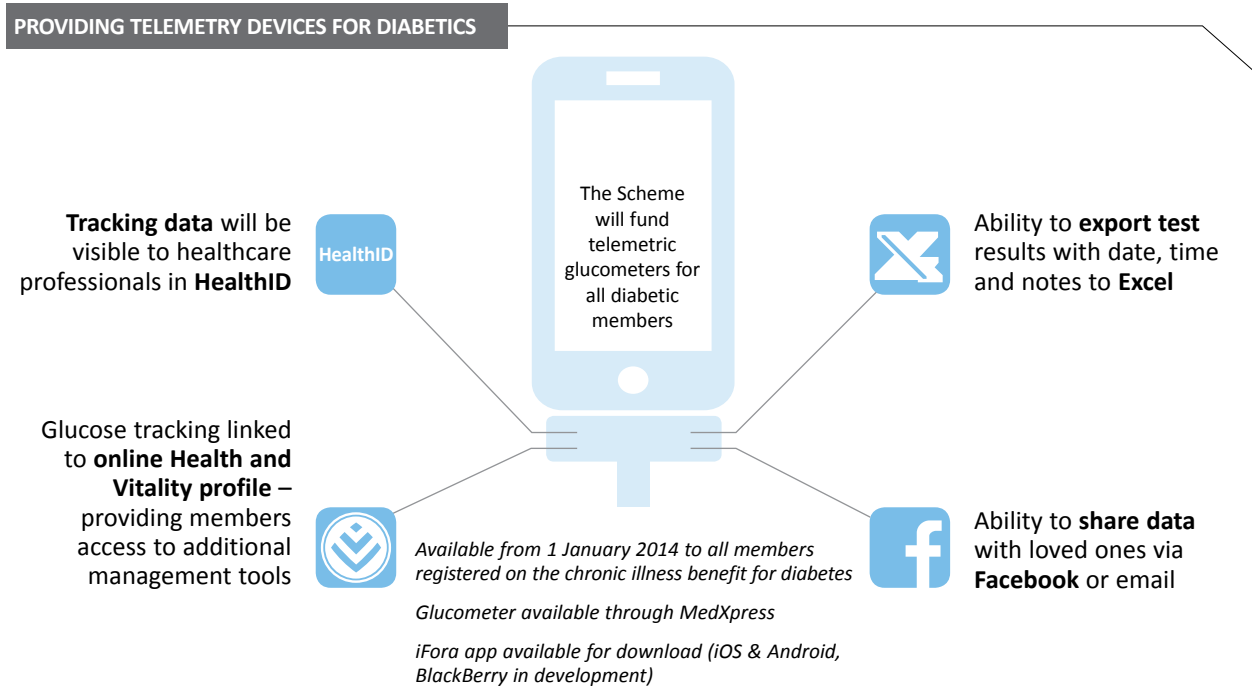 PROVIDING TELEMETRY DEVICES FOR DIABETICS
The Scheme
will fund
telemetric
glucometers for
all diabetic
members
Tracking data will be
visible to healthcare
professionals in HealthID
HealthID
Ability to export test
results with date, time
and notes to Excel
Glucose tracking linked
to online Health and
Vitality profile –
providing members
access to additional
management tools
Ability to share data
with loved ones via
Facebook or email
Available from 1 January 2014 to all members
registered on the chronic illness benefit for diabetes
Glucometer available through MedXpress
iFora app available for download (iOS & Android,
BlackBerry in development)